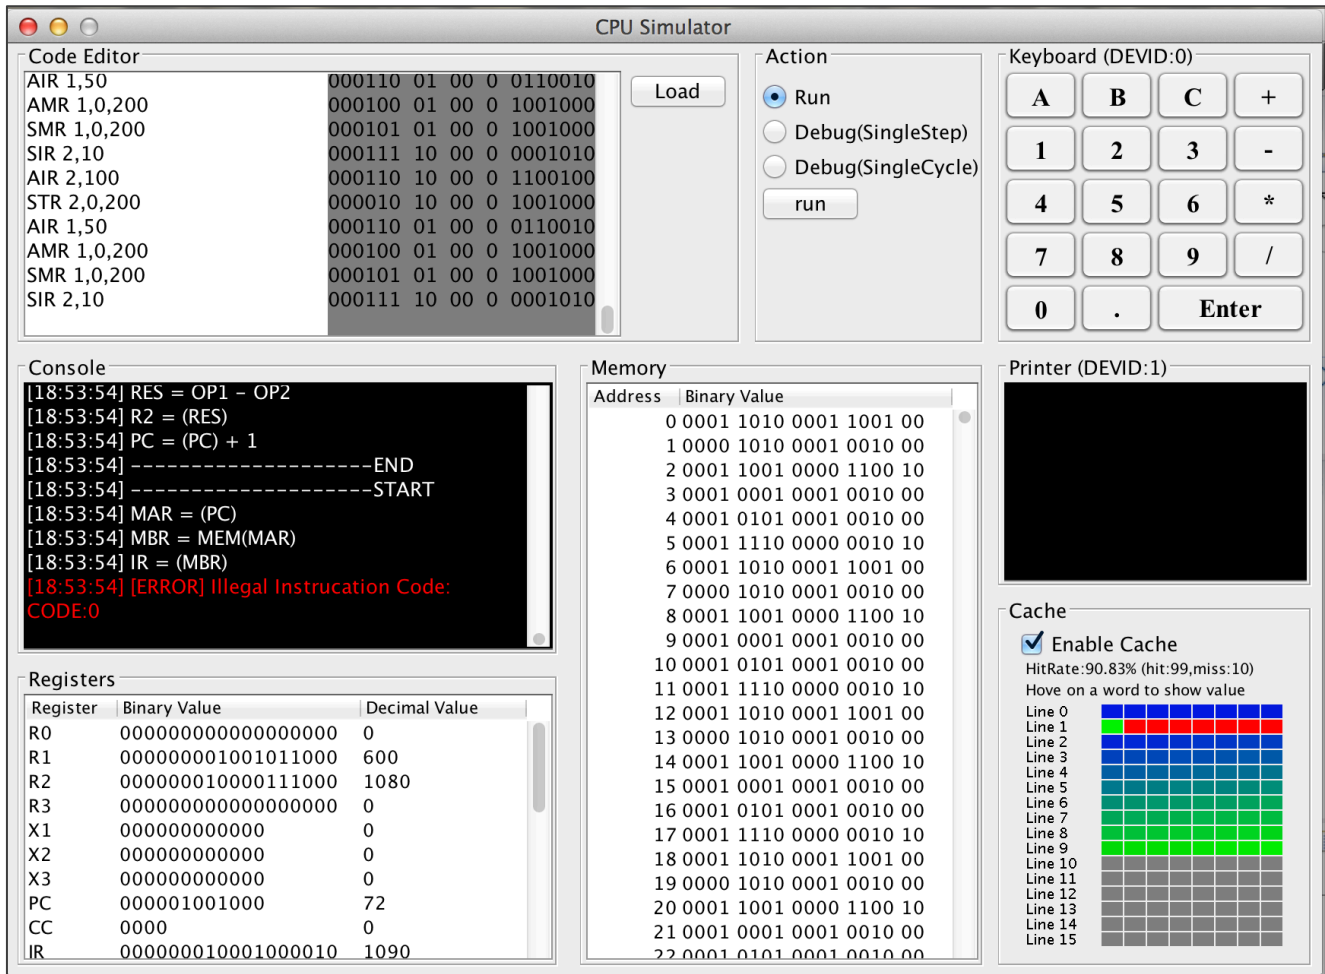 CPU Simulator
Code Editor
AIR 1,50 000110 01 00 0 0110010
AMR 1,0,200 000100 01 00 0 1001000
SMR 1,0,200 000101 01 00 0 1001000
SIR 2,10 000111 10 00 0 0001010
AIR 2,100 000110 10 00 0 1100100
STR 2,0,200 000010 10 00 0 1001000
AIR 1,50 000110 01 00 0 0110010
AMR 1,0,200 000100 01 00 0 1001000
SMR 1,0,200 000101 01 00 0 1001000
SIR 2,10 000111 10 00 0 0001010
Load
Action
Run
Debug(SingleStep)
Debug(SingleCycle)
run
Keyboard (DEVID:0)
A B C +
1 2 3 -
4 5 6 *
7 8 9 /
0 . Enter
Console
[18:53:54] RES = OP1 - OP2
[18:53:54] R2 = (RES)
[18:53:54] PC = (PC) + 1
[18:53:54] --------------------END
[18:53:54] --------------------START
[18:53:54] MAR = (PC)
[18:53:54] MBR = MEM(MAR)
[18:53:54] IR = (MBR)
[18:53:54] [ERROR] Illegal Instrucation Code:
CODE:0
Registers
Register Binary Value Decimal Value
R0 000000000000000000 0
R1 000000001001011000 600
R2 000000010000111000 1080
R3 000000000000000000 0
X1 000000000000 0
X2 000000000000 0
X3 000000000000 0
PC 000001001000 72
CC 0000 0
IR 000000010001000010 1090
Memory
Address Binary Value
0 0001 1010 0001 1001 00
1 0000 1010 0001 0010 00
2 0001 1001 0000 1100 10
3 0001 0001 0001 0010 00
4 0001 0101 0001 0010 00
5 0001 1110 0000 0010 10
6 0001 1010 0001 1001 00
7 0000 1010 0001 0010 00
8 0001 1001 0000 1100 10
9 0001 0001 0001 0010 00
10 0001 0101 0001 0010 00
11 0001 1110 0000 0010 10
12 0001 1010 0001 1001 00
13 0000 1010 0001 0010 00
14 0001 1001 0000 1100 10
15 0001 0001 0001 0010 00
16 0001 0101 0001 0010 00
17 0001 1110 0000 0010 10
18 0001 1010 0001 1001 00
19 0000 1010 0001 0010 00
20 0001 1001 0000 1100 10
21 0001 0001 0001 0010 00
22 0001 0101 0001 0010 00
Printer (DEVID:1)
Cache
Enable Cache
HitRate:90.83% (hit:99,miss:10)
Hove on a word to show value
Line 0
Line 1
Line 2
Line 3
Line 4
Line 5
Line 6
Line 7
Line 8
Line 9
Line 10
Line 11
Line 12
Line 13
Line 14
Line 15